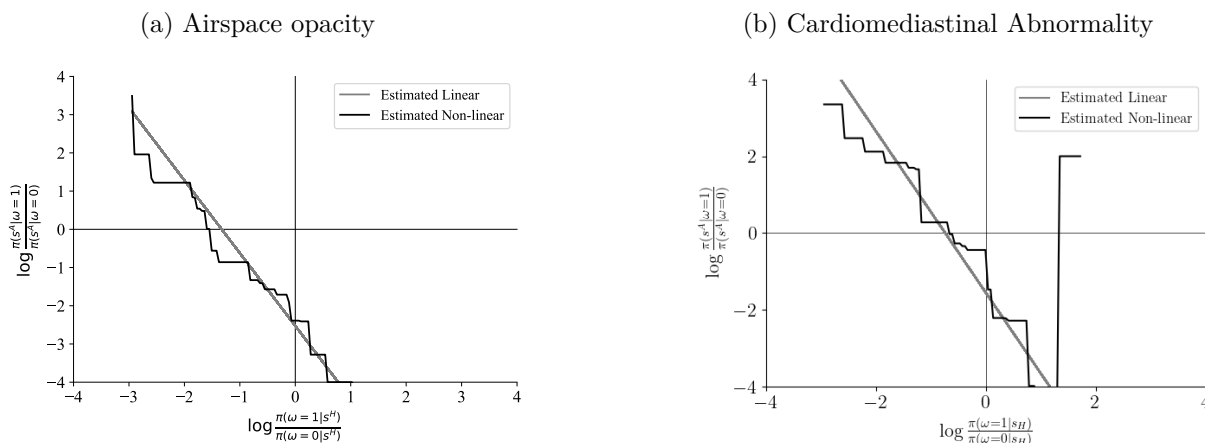 (a) Airspace opacity
4
3
2
1
0
−1
−2
−3
−4
log π(s^A|ω=1)/π(s^A|ω=0)
Estimated Linear
Estimated Non-linear
−4 −3 −2 −1 0 1 2 3 4
log π(ω=1|s^H)/π(ω=0|s^H)
(b) Cardiomediastinal Abnormality
4
2
0
−2
−4
log π(s^A|ω=1)/π(s^A|ω=0)
Estimated Linear
Estimated Non-linear
−4 −2 0 2 4
log π(ω=1|s_H)/π(ω=0|s_H)